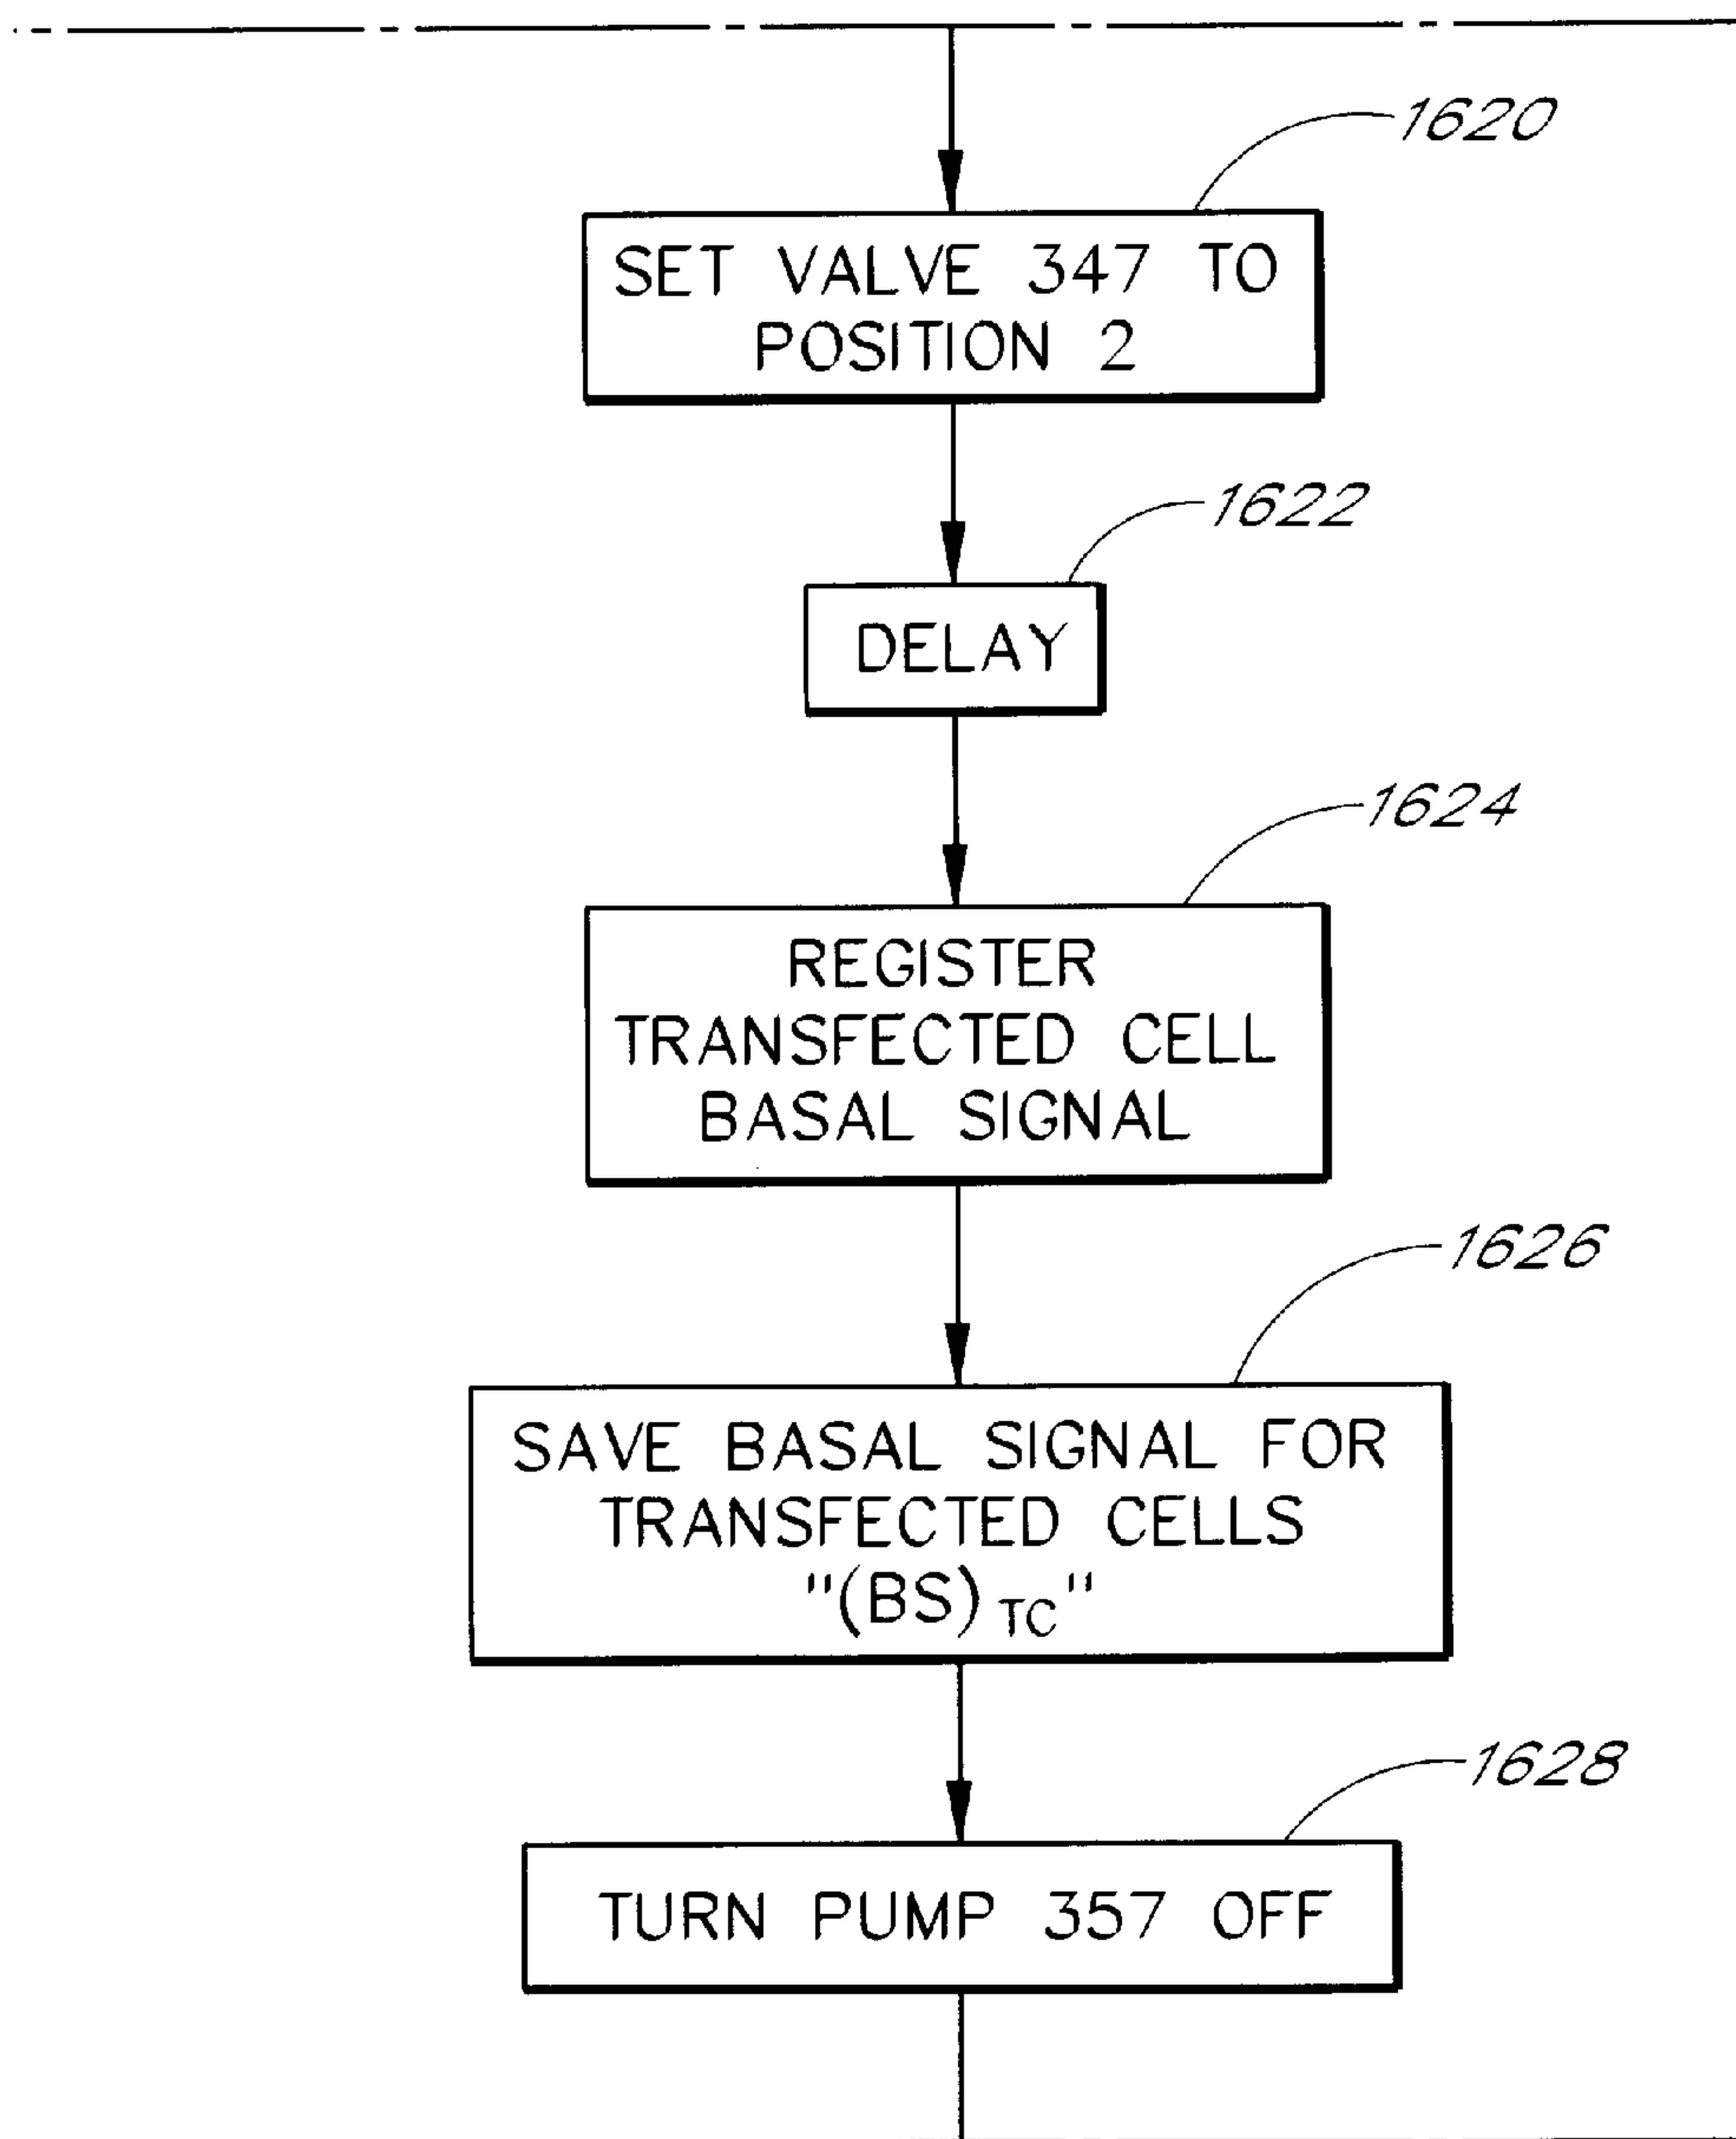 1620
SET VALVE 347 TO
POSITION 2
1622
DELAY
1624
REGISTER
TRANSFECTED CELL
BASAL SIGNAL
1626
SAVE BASAL SIGNAL FOR
TRANSFECTED CELLS
"(BS)TC"
1628
TURN PUMP 357 OFF